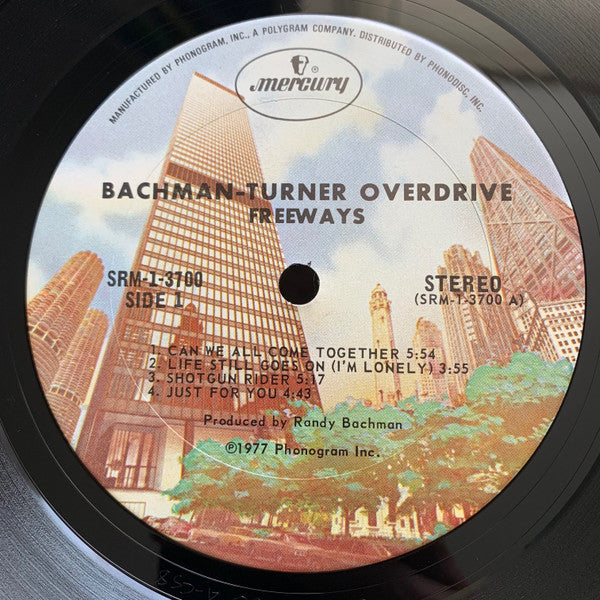 MANUFACTURED BY PHONOGRAM, INC., A POLYGRAM COMPANY. DISTRIBUTED BY PHONODISC, INC.
mercury®
BACHMAN-TURNER OVERDRIVE
FREEWAYS
SRM-1-3700
SIDE 1
STEREO
(SRM-1-3700 A)
1. CAN WE ALL COME TOGETHER 5:54
2. LIFE STILL GOES ON (I'M LONELY) 3:55
3. SHOTGUN RIDER 5:17
4. JUST FOR YOU 4:43
Produced by Randy Bachman
℗1977 Phonogram Inc.